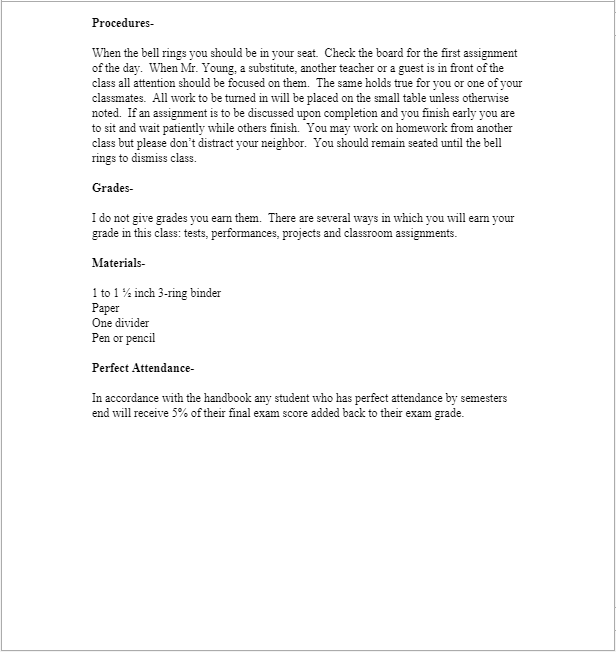 Procedures-
When the bell rings you should be in your seat.  Check the board for the first assignment
of the day.  When Mr. Young, a substitute, another teacher or a guest is in front of the
class all attention should be focused on them.  The same holds true for you or one of your
classmates.  All work to be turned in will be placed on the small table unless otherwise
noted.  If an assignment is to be discussed upon completion and you finish early you are
to sit and wait patiently while others finish.  You may work on homework from another
class but please don't distract your neighbor.  You should remain seated until the bell
rings to dismiss class.
Grades-
I do not give grades you earn them.  There are several ways in which you will earn your
grade in this class: tests, performances, projects and classroom assignments.
Materials-
1 to 1 ½ inch 3-ring binder
Paper
One divider
Pen or pencil
Perfect Attendance-
In accordance with the handbook any student who has perfect attendance by semesters
end will receive 5% of their final exam score added back to their exam grade.